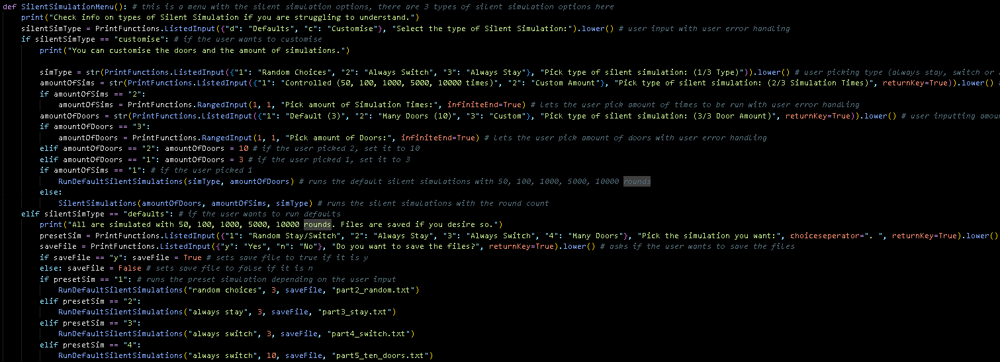 def SilentSimulationMenu(): # this is a menu with the silent simulation options, there are 3 types of silent simulation options here
print("Check info on types of Silent Simulation if you are struggling to understand.")
silentSimType = PrintFunctions.ListedInput({"d": "Defaults", "c": "Customise"}, "Select the type of Silent Simulation:").lower() # user input with user error handling
if silentSimType == "customise": # if the user wants to customise
print("You can customise the doors and the amount of simulations.")
simType = str(PrintFunctions.ListedInput({"1": "Random Choices", "2": "Always Switch", "3": "Always Stay"}, "Pick type of silent simulation: (1/3 Type)")).lower() # user picking type (always stay, switch or
amountOfSims = str(PrintFunctions.ListedInput({"1": "Controlled (50, 100, 1000, 5000, 10000 times)", "2": "Custom Amount"}, "Pick type of silent simulation: (2/3 Simulation Times)", returnKey=True)).lower() #
if amountOfSims == "2":
amountOfSims = PrintFunctions.RangedInput(1, 1, "Pick amount of Simulation Times:", infiniteEnd=True) # lets the user pick amount of times to be run with user error handling
amountOfDoors = str(PrintFunctions.ListedInput({"1": "Default (3)", "2": "Many Doors (10)", "3": "Custom"}, "Pick type of silent simulation: (3/3 Door Amount)", returnKey=True)).lower() # user inputting amou
if amountOfDoors == "3":
amountOfDoors = PrintFunctions.RangedInput(1, 1, "Pick amount of Doors:", infiniteEnd=True) # lets the user pick amount of doors with user error handling
elif amountOfDoors == "2": amountOfDoors = 10 # if the user picked 2, set it to 10
elif amountOfDoors == "1": amountOfDoors = 3 # if the user picked 1, set it to 3
if amountOfSims == "1": # if the user picked 1
RunDefaultSilentSimulations(simType, amountOfDoors) # runs the default silent simulations with 50, 100, 1000, 5000, 10000 rounds
else:
SilentSimulations(amountOfDoors, amountOfSims, simType) # runs the silent simulations with the round count
elif silentSimType == "defaults": # if the user wants to run defaults
print("All are simulated with 50, 100, 1000, 5000, 10000 rounds. Files are saved if you desire so.")
presetSim = PrintFunctions.ListedInput({"1": "Random Stay/Switch", "2": "Always Stay", "3": "Always Switch", "4": "Many Doors"}, "Pick the simulation you want:", choiceseperator=". ", returnKey=True).lower()
saveFile = PrintFunctions.ListedInput({"y": "Yes", "n": "No"}, "Do you want to save the files?", returnKey=True).lower() # asks if the user wants to save the files
if saveFile == "y": saveFile = True # sets save file to true if it is y
else: saveFile = False # sets save file to false if it is n
if presetSim == "1": # runs the preset simulation depending on the user input
RunDefaultSilentSimulations("random choices", 3, saveFile, "part2_random.txt")
elif presetSim == "2":
RunDefaultSilentSimulations("always stay", 3, saveFile, "part3_stay.txt")
elif presetSim == "3":
RunDefaultSilentSimulations("always switch", 3, saveFile, "part4_switch.txt")
elif presetSim == "4":
RunDefaultSilentSimulations("always switch", 10, saveFile, "part5_ten_doors.txt")